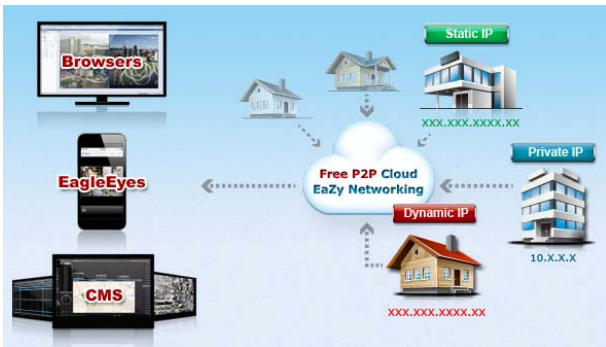 Browsers
Static IP
xxx.xxx.xxxx.xx
Free P2P Cloud
EaZy Networking
Private IP
EagleEyes
Dynamic IP
10.x.x.x
CMS
xxx.xxx.xxxx.xx